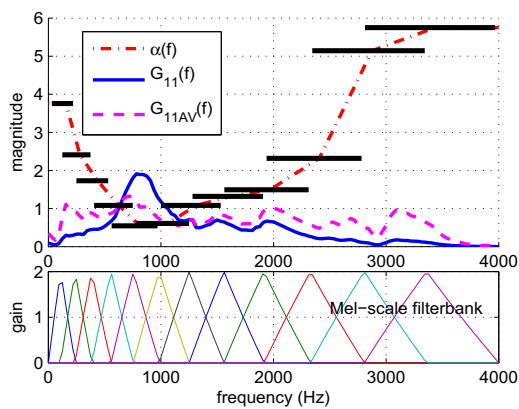 6
5
4
3
2
1
0
magnitude
α(f)
G11(f)
G11AV(f)
0 1000 2000 3000 4000
2
1
0
gain
Mel-scale filterbank
0 1000 2000 3000 4000
frequency (Hz)